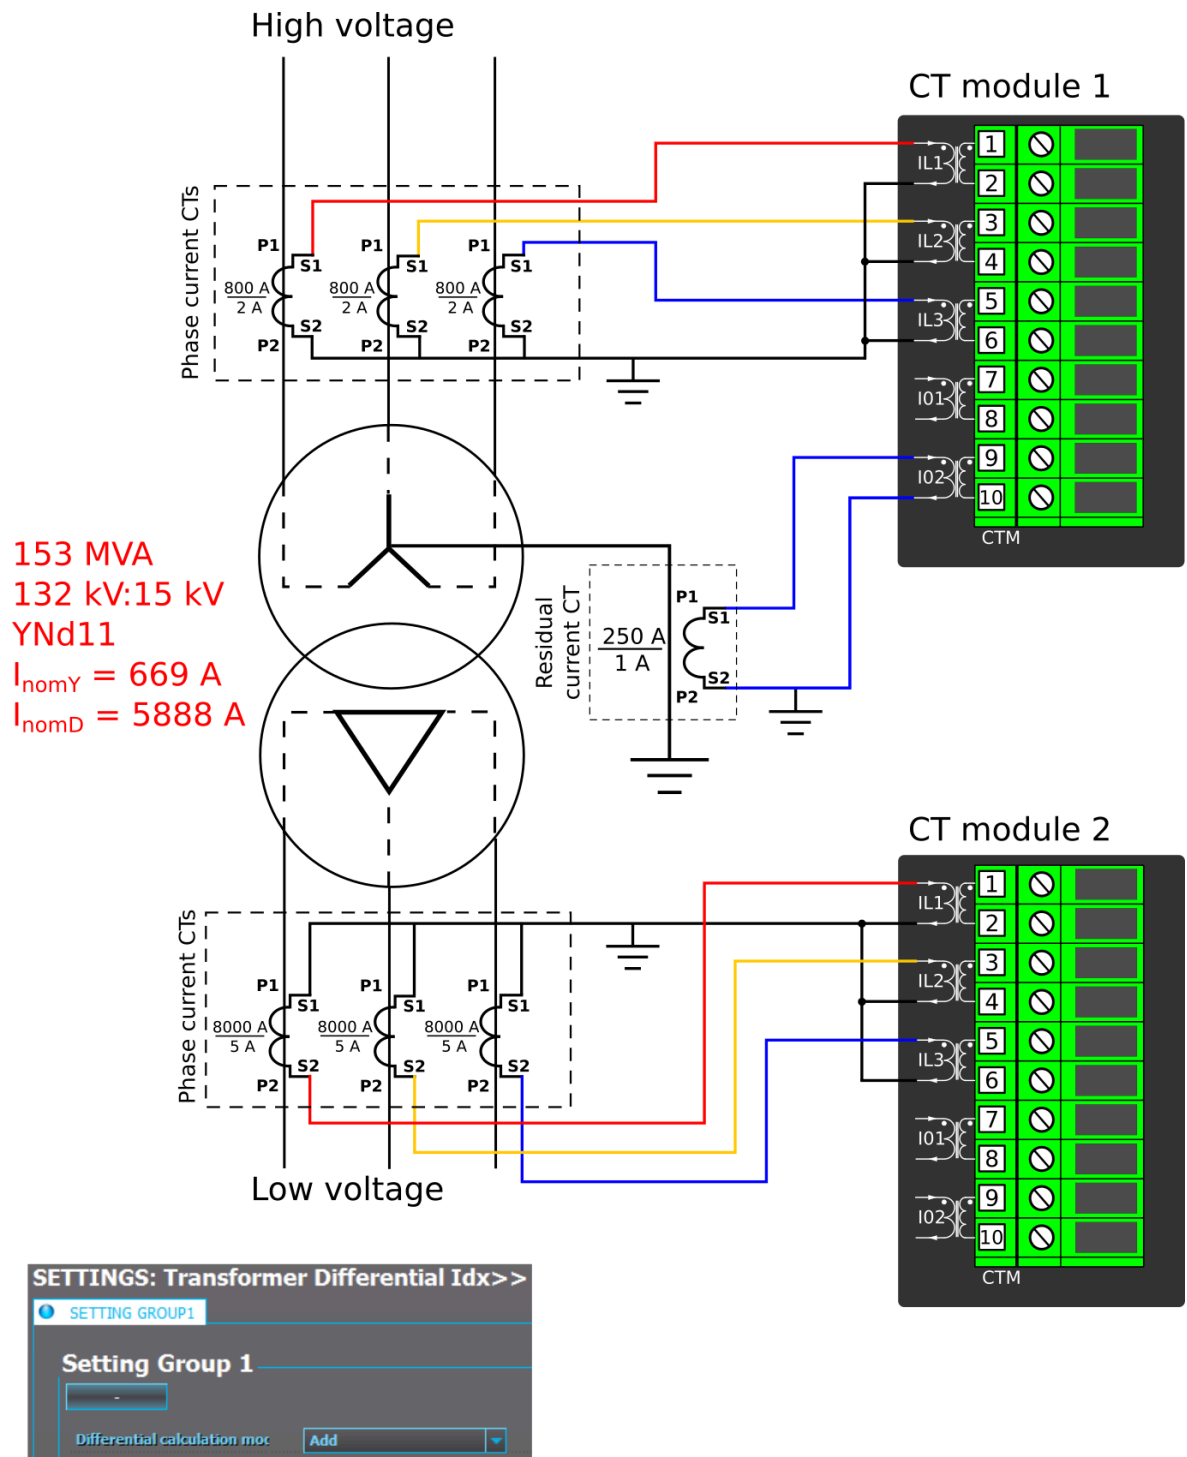 High voltage
CT module 1
Phase current CTs
P1
P1
P1
S1
S1
S1
800 A
2 A
800 A
2 A
800 A
2 A
S2
S2
S2
P2
P2
P2
IL1
IL2
IL3
I01
I02
1
2
3
4
5
6
7
8
9
10
CTM
153 MVA
132 kV:15 kV
YNd11
InomY = 669 A
InomD = 5888 A
Residual
current CT
P1
S1
250 A
1 A
S2
P2
CT module 2
Phase current CTs
P1
P1
P1
S1
S1
S1
8000 A
5 A
8000 A
5 A
8000 A
5 A
S2
S2
S2
P2
P2
P2
IL1
IL2
IL3
I01
I02
1
2
3
4
5
6
7
8
9
10
CTM
Low voltage
SETTINGS: Transformer Differential Idx>>
SETTING GROUP1
Setting Group 1
-
Differential calculation moc
Add